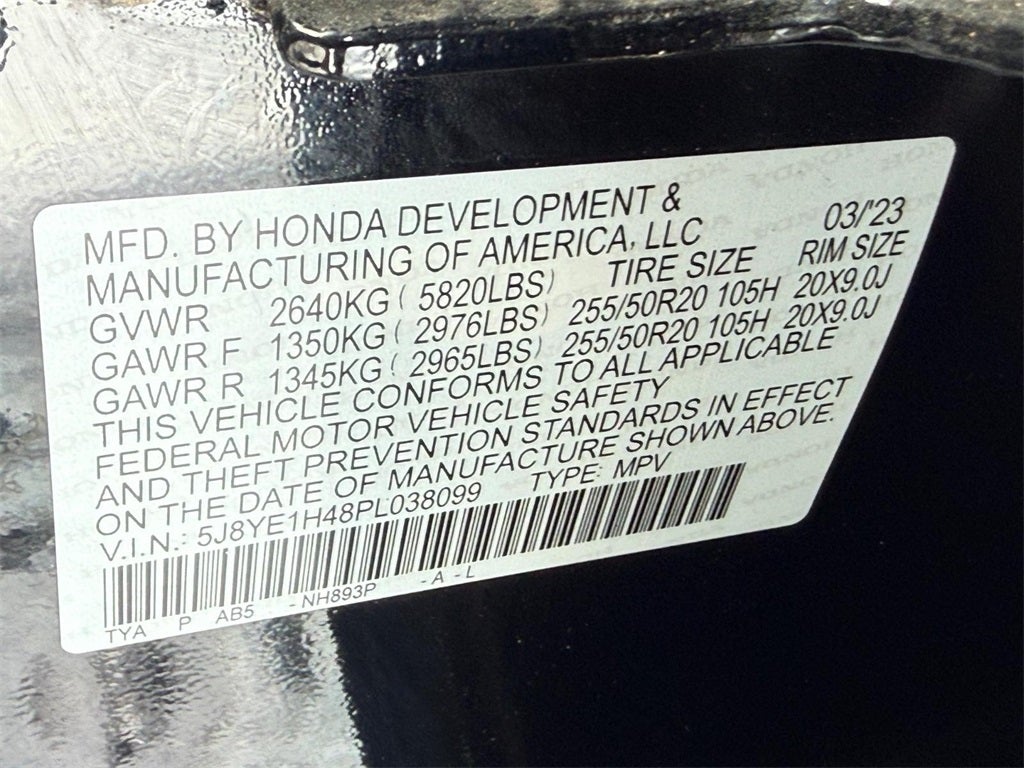 MFD. BY HONDA DEVELOPMENT &
MANUFACTURING OF AMERICA, LLC 03/'23
GVWR 2640KG ( 5820LBS) TIRE SIZE RIM SIZE
GAWR F 1350KG ( 2976LBS) 255/50R20 105H 20X9.0J
GAWR R 1345KG ( 2965LBS) 255/50R20 105H 20X9.0J
THIS VEHICLE CONFORMS TO ALL APPLICABLE
FEDERAL MOTOR VEHICLE SAFETY
AND THEFT PREVENTION STANDARDS IN EFFECT
ON THE DATE OF MANUFACTURE SHOWN ABOVE.
V.I.N.: 5J8YE1H48PL038099 TYPE: MPV
TYA P AB5 -NH893P -A -L